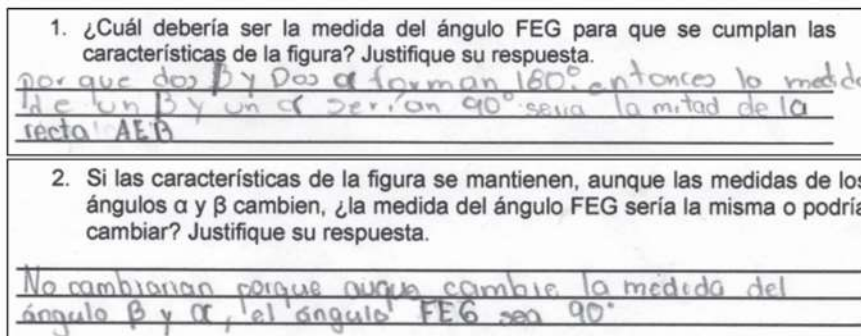 1. ¿Cuál debería ser la medida del ángulo FEG para que se cumplan las
características de la figura? Justifique su respuesta.
por que dos β y Dos α forman 180° entonces la medida
de un β y un α serían 90° seria la mitad de la
recta AEB
2. Si las características de la figura se mantienen, aunque las medidas de los
ángulos α y β cambien, ¿la medida del ángulo FEG sería la misma o podría
cambiar? Justifique su respuesta.
No cambiarian porque aunque cambie la medida del
ángulo β y α, el ángulo FEG sea 90°